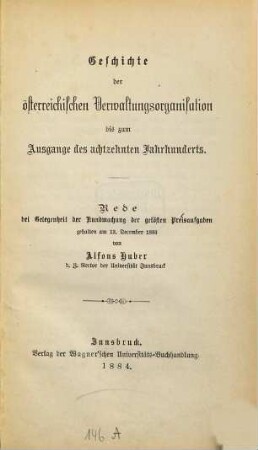 Geschichte
der
österreichischen Verwaltungsorganisation
bis zum
Ausgange des achtzehnten Jahrhunderts.
Rede
bei Gelegenheit der Kundmachung der gelösten Preisaufgaben
gehalten am 13. December 1883
von
Alfons Huber
d. Z. Rector der Universität Innsbruck
Innsbruck.
Verlag der Wagner'schen Universitäts-Buchhandlung.
1884.
146 A